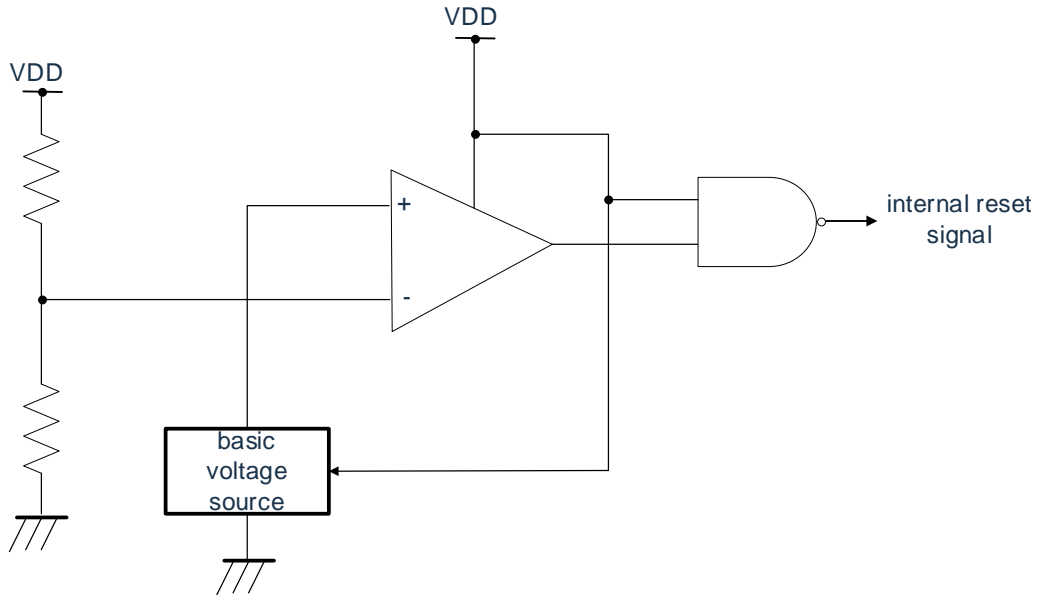 VDD
VDD
+
-
internal reset
signal
basic
voltage
source